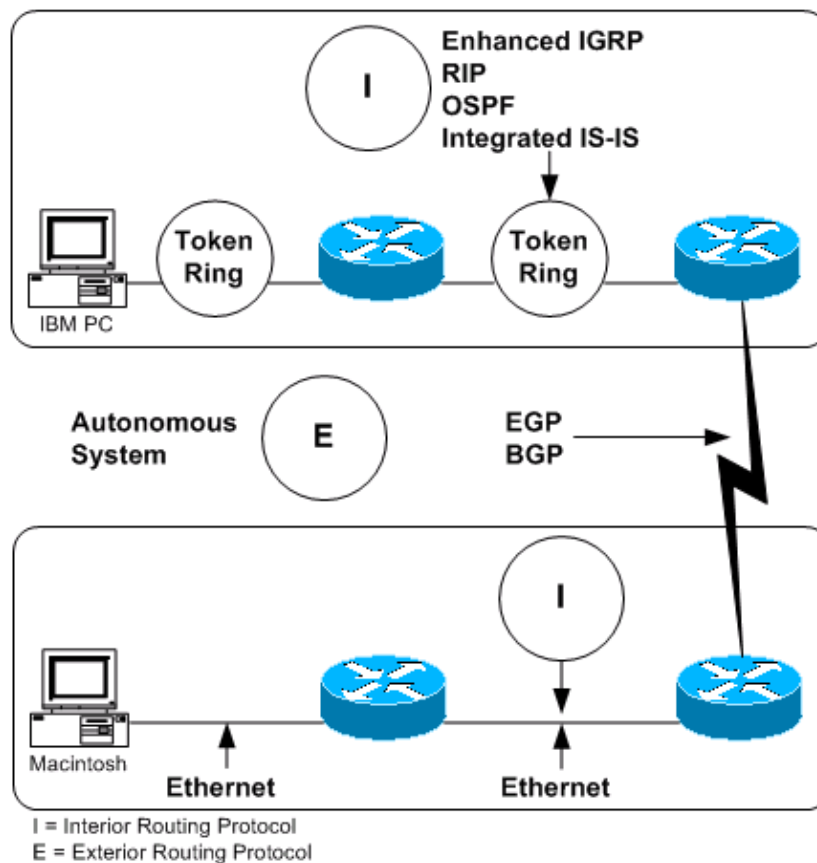 I
Enhanced IGRP
RIP
OSPF
Integrated IS-IS
Token
Ring
Token
Ring
IBM PC
Autonomous
System
E
EGP
BGP
I
Macintosh
Ethernet
Ethernet
I = Interior Routing Protocol
E = Exterior Routing Protocol